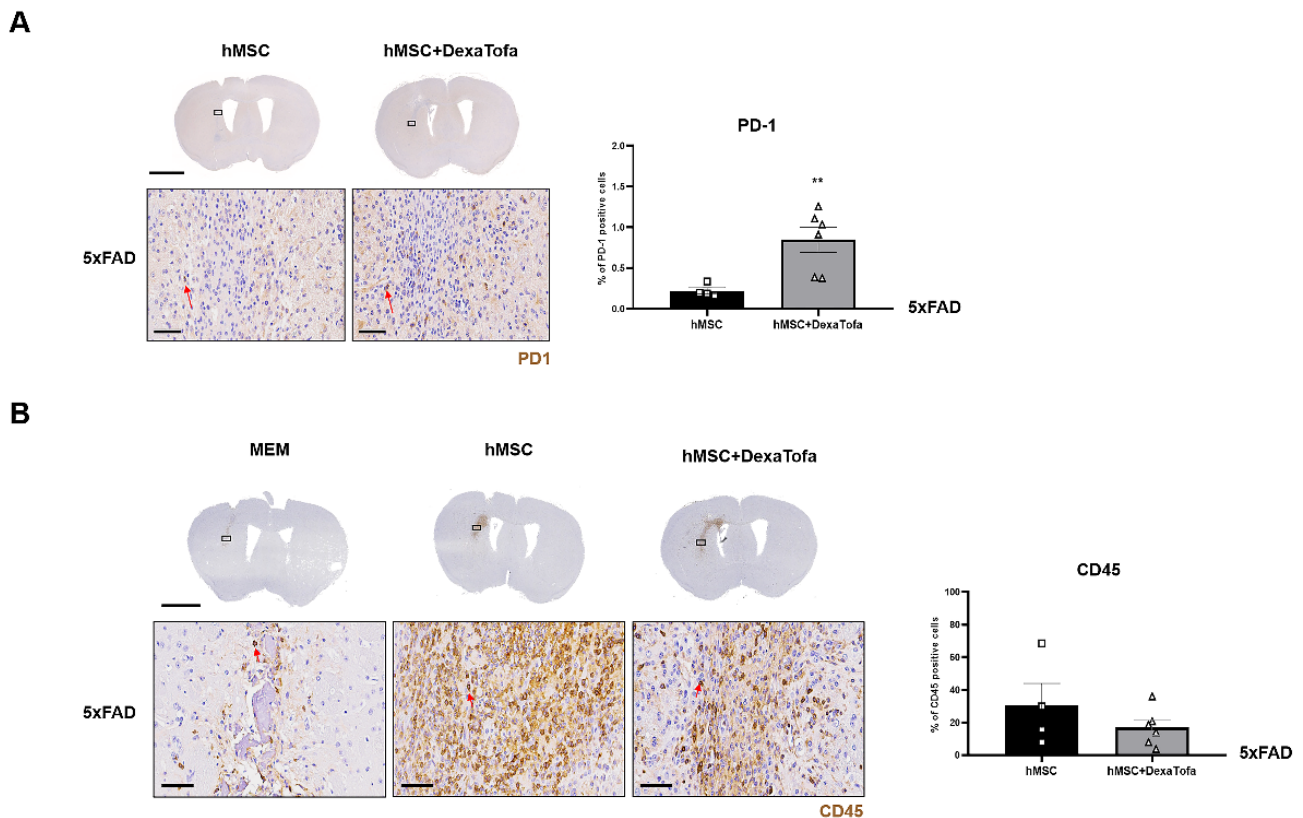 A
hMSC
hMSC+DexaTofa
5xFAD
PD1
PD-1
% of PD-1 positive cells
2.0
1.5
1.0
0.5
0.0
**
hMSC
hMSC+DexaTofa
5xFAD
B
MEM
hMSC
hMSC+DexaTofa
5xFAD
CD45
CD45
% of CD45 positive cells
100
80
60
40
20
0
hMSC
hMSC+DexaTofa
5xFAD